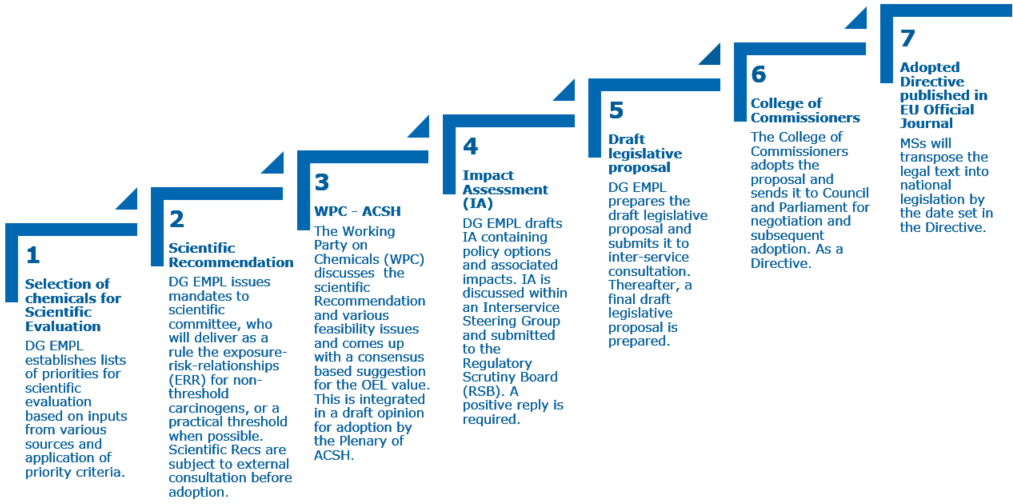 1
Selection of
chemicals for
Scientific
Evaluation
DG EMPL
establishes lists
of priorities for
scientific
evaluation
based on inputs
from various
sources and
application of
priority criteria.
2
Scientific
Recommendation
DG EMPL issues
mandates to
scientific
committee, who
will deliver as a
rule the exposure-
risk-relationships
(ERR) for non-
threshold
carcinogens, or a
practical threshold
when possible.
Scientific Recs are
subject to external
consultation before
adoption.
3
WPC - ACSH
The Working
Party on
Chemicals (WPC)
discusses the
scientific
Recommendation
and various
feasibility issues
and comes up
with a consensus
based suggestion
for the OEL value.
This is integrated
in a draft opinion
for adoption by
the Plenary of
ACSH.
4
Impact
Assessment
(IA)
DG EMPL drafts
IA containing
policy options
and associated
impacts. IA is
discussed within
an Interservice
Steering Group
and submitted
to the
Regulatory
Scrutiny Board
(RSB). A
positive reply is
required.
5
Draft
legislative
proposal
DG EMPL
prepares the
draft legislative
proposal and
submits it to
inter-service
consultation.
Thereafter, a
final draft
legislative
proposal is
prepared.
6
College of
Commissioners
The College of
Commissioners
adopts the
proposal and
sends it to Council
and Parliament for
negotiation and
subsequent
adoption. As a
Directive.
7
Adopted
Directive
published in
EU Official
Journal
MSs will
transpose the
legal text into
national
legislation by
the date set in
the Directive.